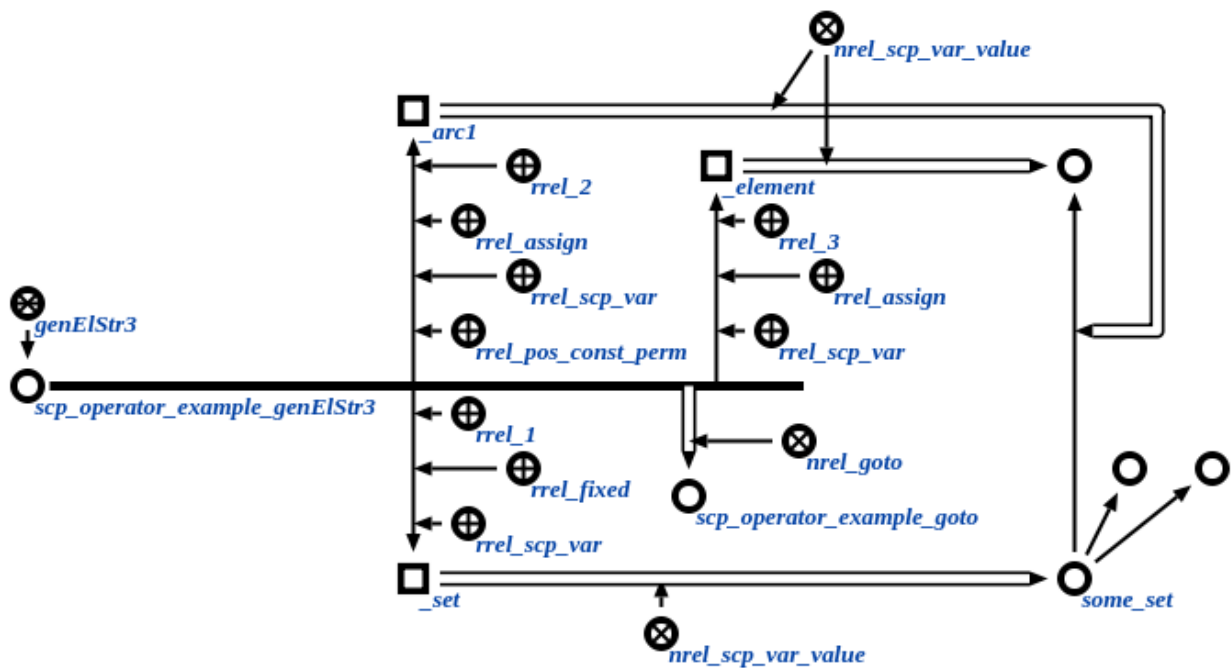 nrel_scp_var_value
_arc1
rrel_2
_element
rrel_assign
rrel_3
rrel_scp_var
rrel_assign
genElStr3
rrel_pos_const_perm
rrel_scp_var
scp_operator_example_genElStr3
rrel_1
nrel_goto
rrel_fixed
scp_operator_example_goto
rrel_scp_var
_set
some_set
nrel_scp_var_value